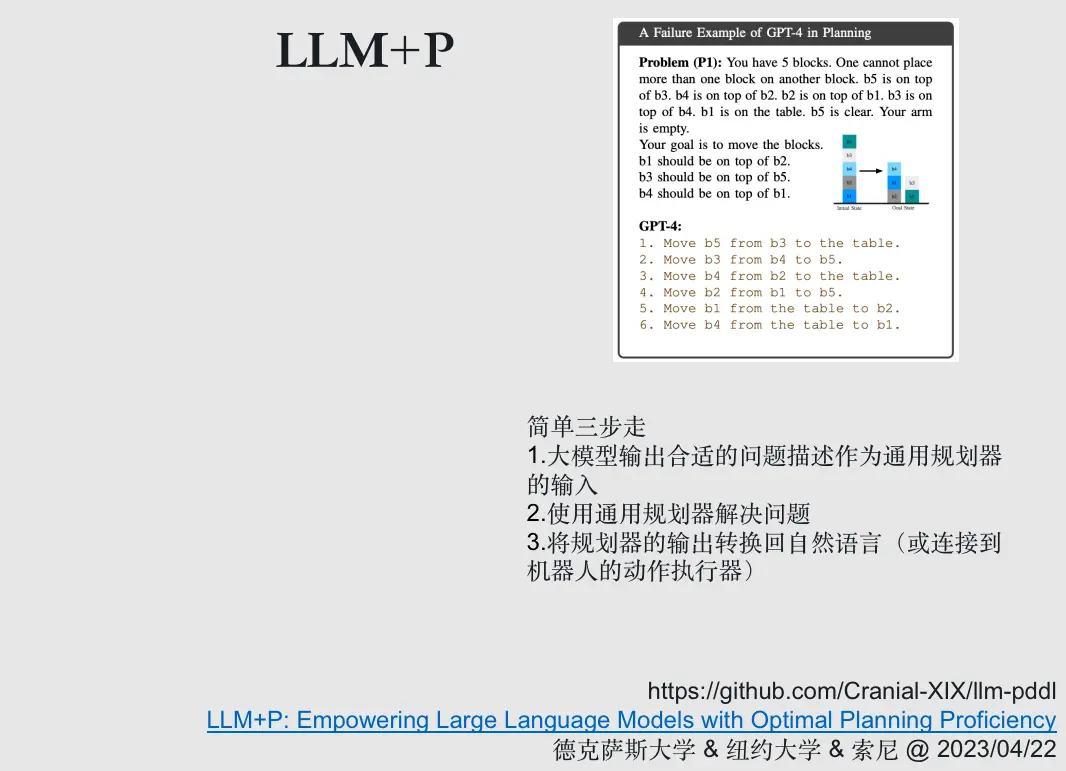 LLM+P
A Failure Example of GPT-4 in Planning
Problem (P1): You have 5 blocks. One cannot place
more than one block on another block. b5 is on top
of b3. b4 is on top of b2. b2 is on top of b1. b3 is on
top of b4. b1 is on the table. b5 is clear. Your arm
is empty.
Your goal is to move the blocks.
b1 should be on top of b2.
b3 should be on top of b5.
b4 should be on top of b1.
b3
b4
b4
b3
Initial State
Goal State
GPT-4:
1. Move b5 from b3 to the table.
2. Move b3 from b4 to b5.
3. Move b4 from b2 to the table.
4. Move b2 from b1 to b5.
5. Move b1 from the table to b2.
6. Move b4 from the table to b1.
简单三步走
1.大模型输出合适的问题描述作为通用规划器
的输入
2.使用通用规划器解决问题
3.将规划器的输出转换回自然语言（或连接到
机器人的动作执行器）
https://github.com/Cranial-XIX/llm-pddl
LLM+P: Empowering Large Language Models with Optimal Planning Proficiency
德克萨斯大学 & 纽约大学 & 索尼 @ 2023/04/22